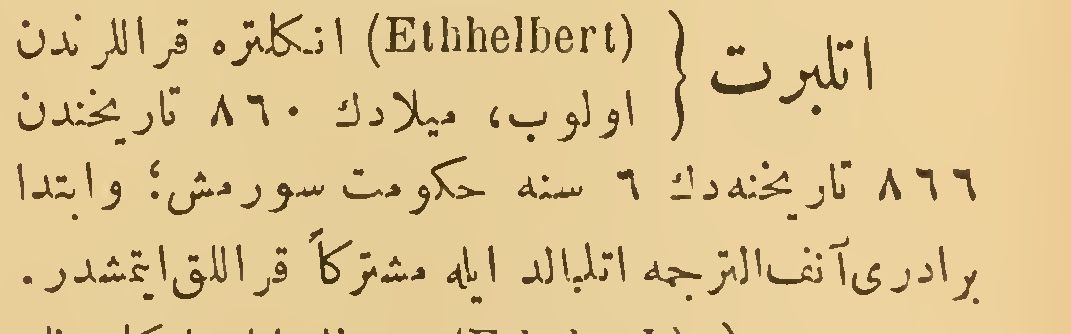 اتلبرت { (Ethhelbert) انكلتره قراللرندن
اولوب، ميلادك ٨٦٠ تاريخندن
٨٦٦ تاريخنه‌دك ٦ سنه حكومت سورمش؛ وابتدا
برادرى آنف‌الترجمه اتلبالد ايله مشتركاً قراللق ايتمشدر.